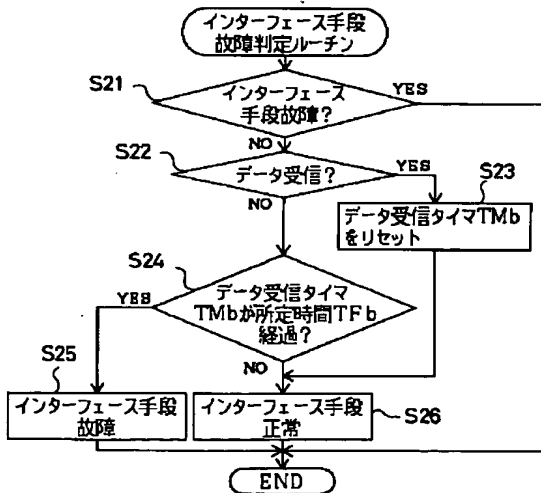 インターフェース手段
故障判定ルーチン
S21
インターフェース
手段故障？
YES
NO
S22
データ受信？
YES
NO
S23
データ受信タイマTMb
をリセット
S24
データ受信タイマ
TMbが所定時間TFb
経過？
YES
NO
S25
インターフェース手段
故障
インターフェース手段
正常
S26
END